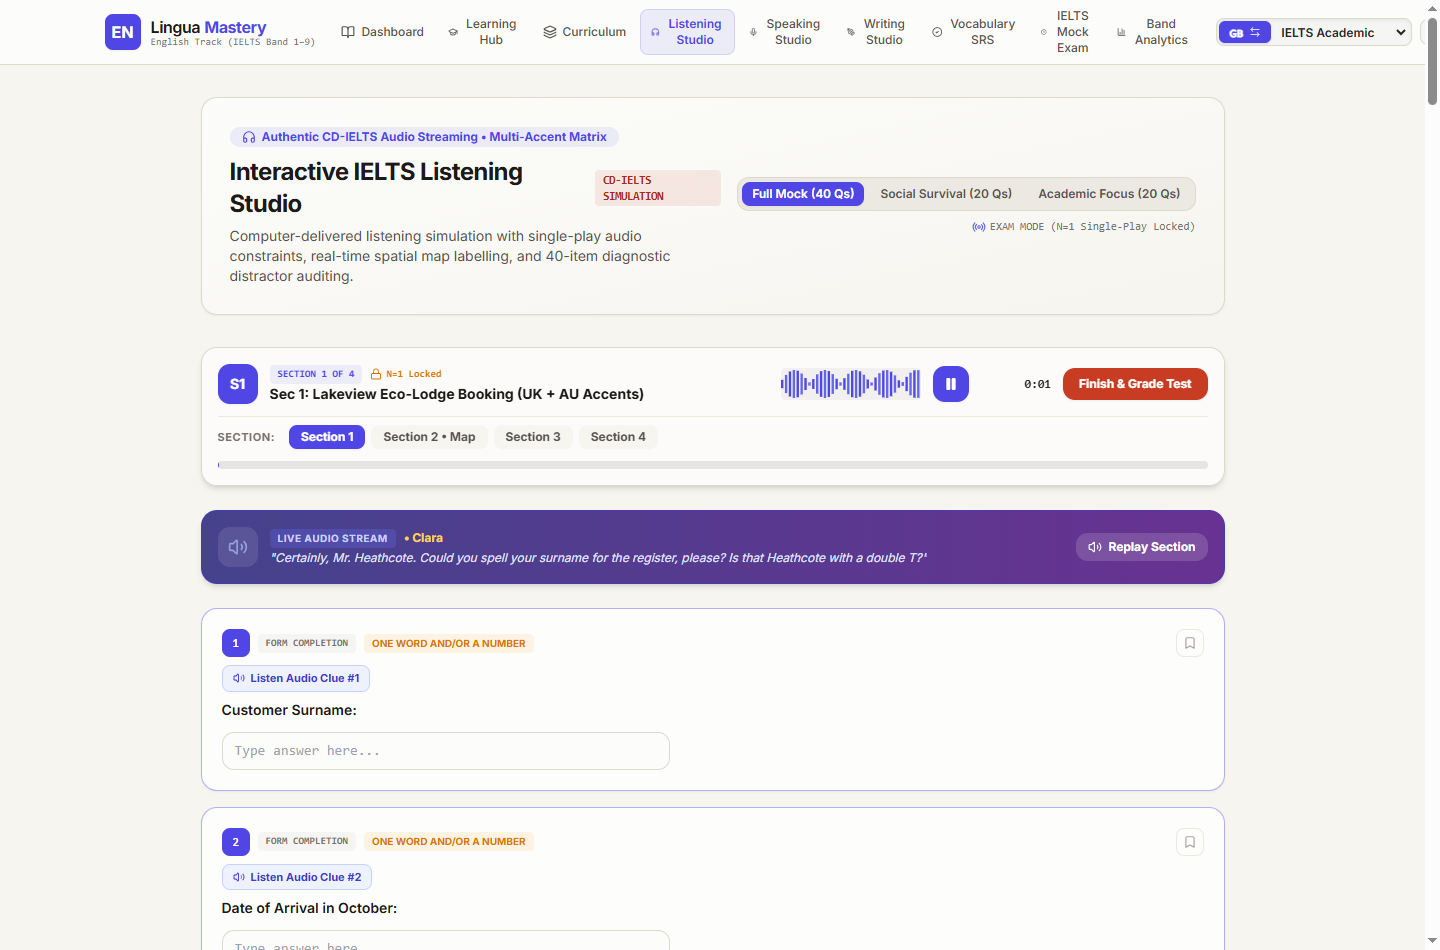 EN
Lingua Mastery
English Track (IELTS Band 1–9)
Dashboard
Learning
Hub
Curriculum
Listening
Studio
Speaking
Studio
Writing
Studio
Vocabulary
SRS
IELTS
Mock
Exam
Band
Analytics
GB
IELTS Academic
Authentic CD-IELTS Audio Streaming • Multi-Accent Matrix
Interactive IELTS Listening
Studio
CD-IELTS
SIMULATION
Computer-delivered listening simulation with single-play audio
constraints, real-time spatial map labelling, and 40-item diagnostic
distractor auditing.
Full Mock (40 Qs)
Social Survival (20 Qs)
Academic Focus (20 Qs)
EXAM MODE (N=1 Single-Play Locked)
S1
SECTION 1 OF 4
N=1 Locked
Sec 1: Lakeview Eco-Lodge Booking (UK + AU Accents)
0:01
Finish & Grade Test
SECTION:
Section 1
Section 2 • Map
Section 3
Section 4
LIVE AUDIO STREAM
• Clara
"Certainly, Mr. Heathcote. Could you spell your surname for the register, please? Is that Heathcote with a double T?"
Replay Section
1
FORM COMPLETION
ONE WORD AND/OR A NUMBER
Listen Audio Clue #1
Customer Surname:
Type answer here...
2
FORM COMPLETION
ONE WORD AND/OR A NUMBER
Listen Audio Clue #2
Date of Arrival in October:
Type answer here